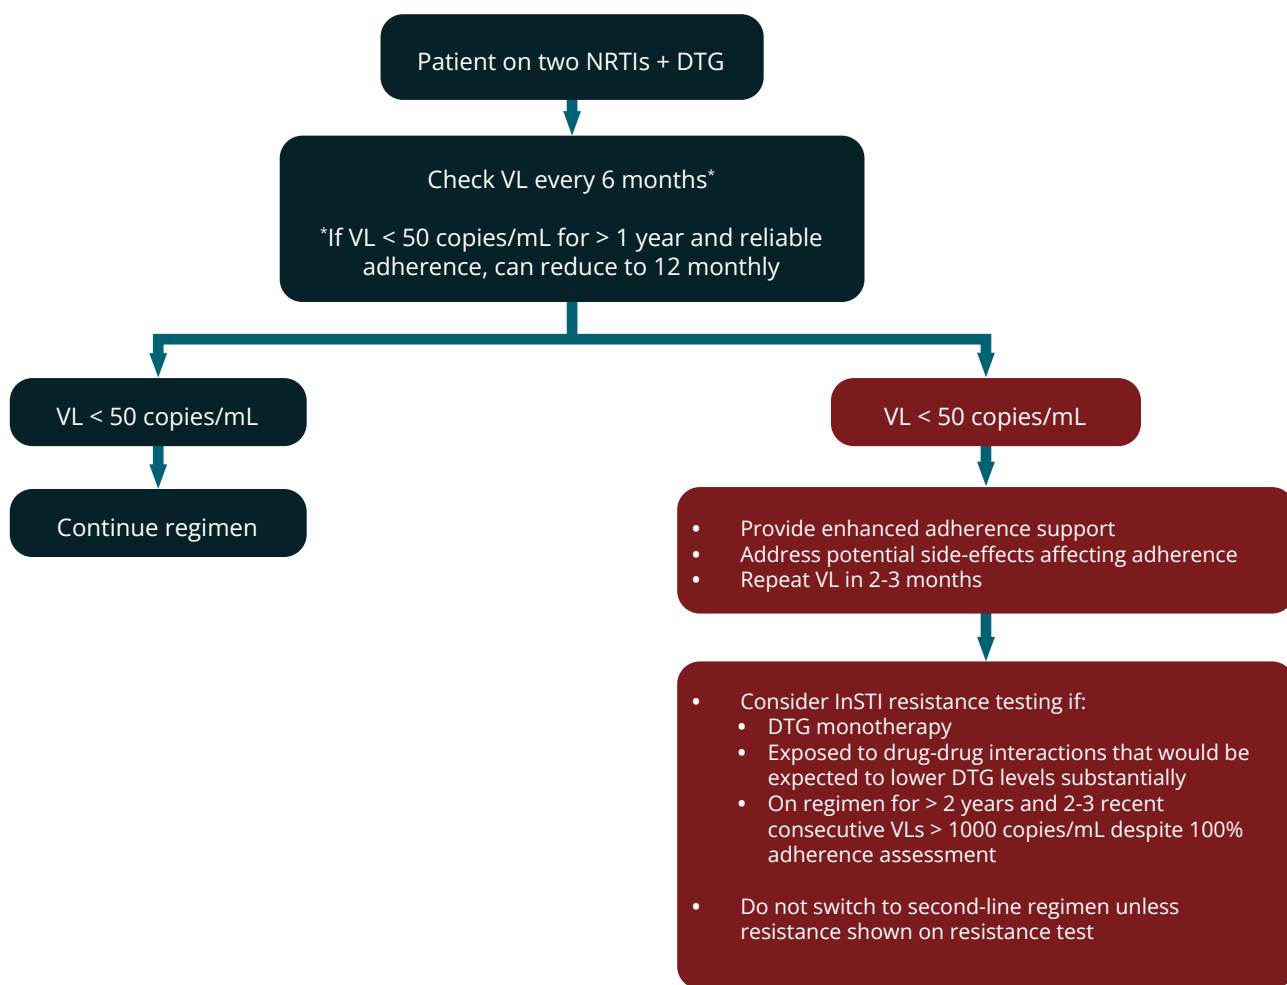 Patient on two NRTIs + DTG
Check VL every 6 months*
*If VL < 50 copies/mL for > 1 year and reliable
adherence, can reduce to 12 monthly
VL < 50 copies/mL
Continue regimen
VL < 50 copies/mL
• Provide enhanced adherence support
• Address potential side-effects affecting adherence
• Repeat VL in 2-3 months
• Consider InSTI resistance testing if:
• DTG monotherapy
• Exposed to drug-drug interactions that would be
expected to lower DTG levels substantially
• On regimen for > 2 years and 2-3 recent
consecutive VLs > 1000 copies/mL despite 100%
adherence assessment
• Do not switch to second-line regimen unless
resistance shown on resistance test